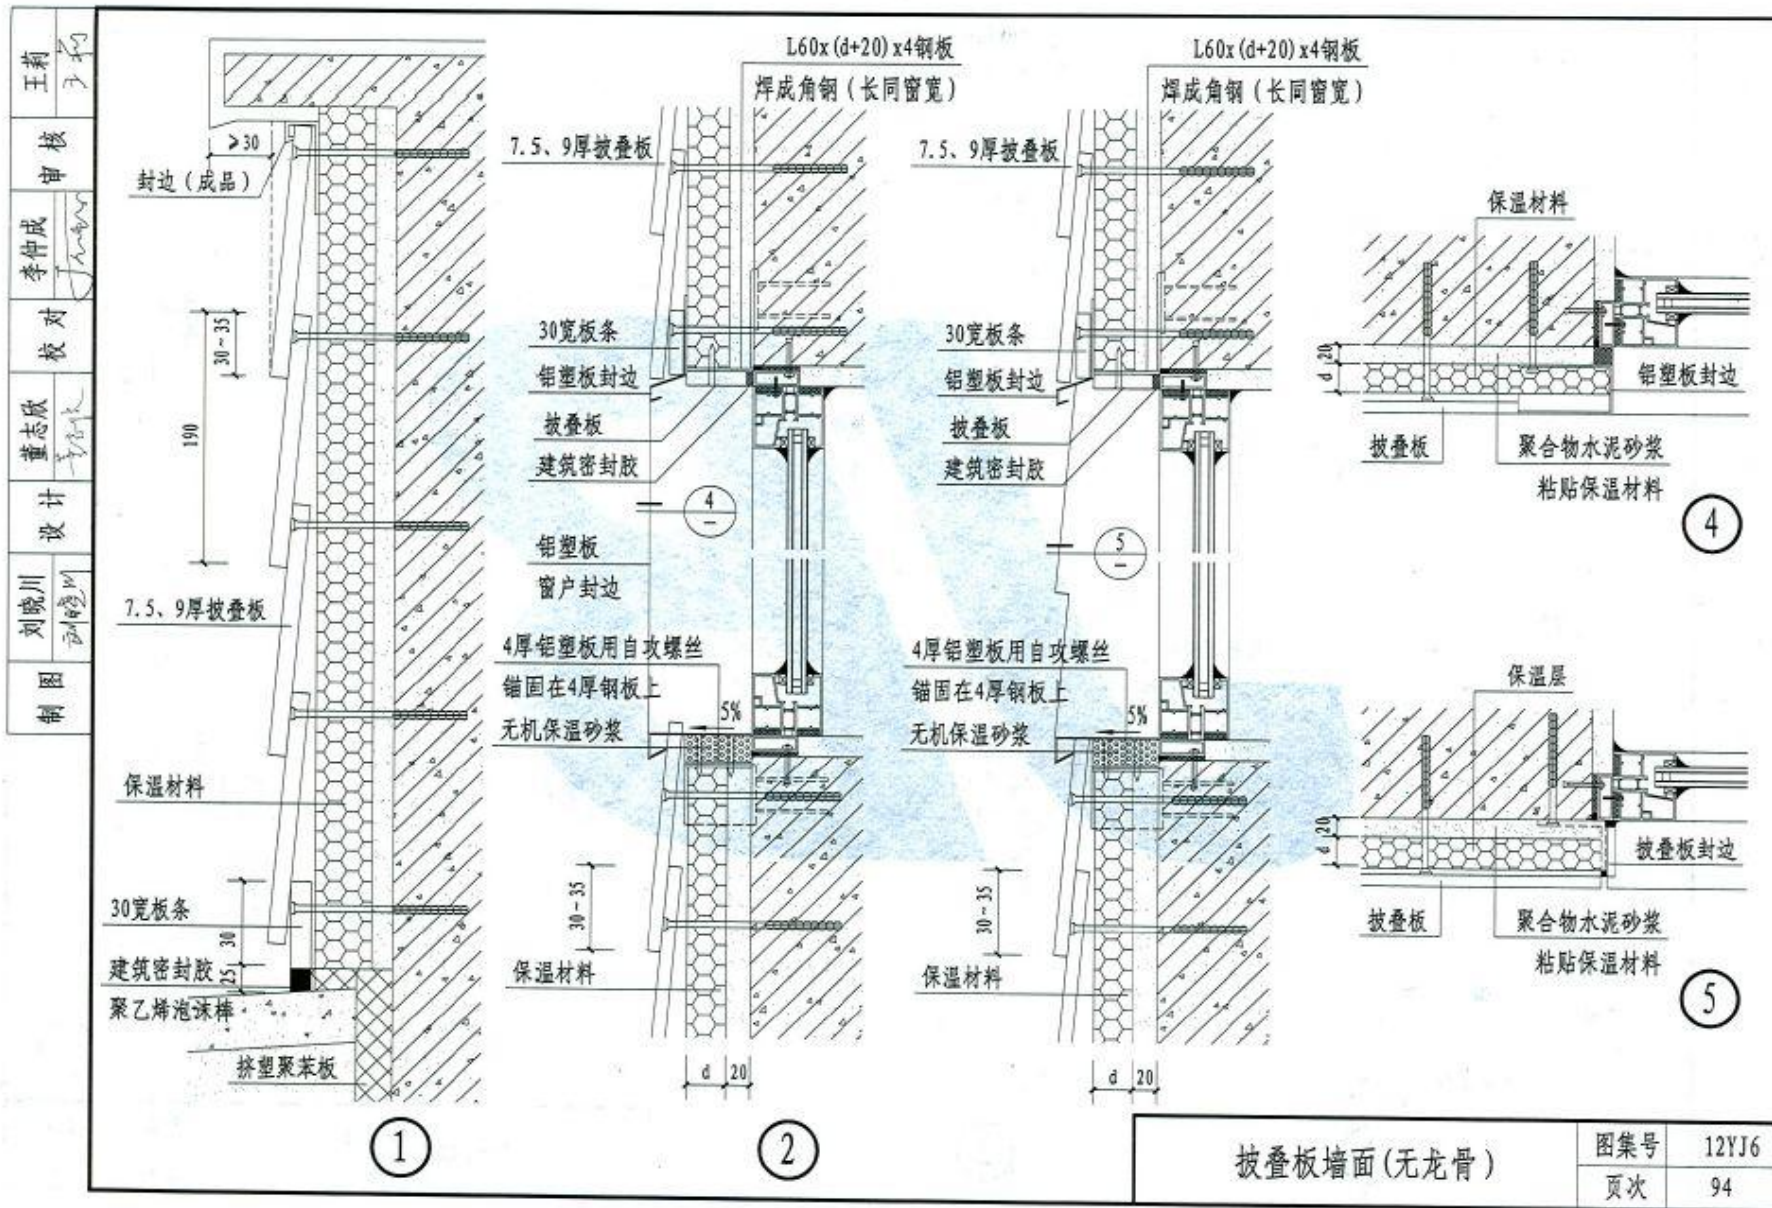 王莉
审核
李仲成
校对
董志欣
设计
刘晓川
制图
≥30
封边（成品）
30~35
190
7.5、9厚披叠板
保温材料
30宽板条
30
建筑密封胶
25
聚乙烯泡沫棒
挤塑聚苯板
1
L60x(d+20)x4钢板
焊成角钢（长同窗宽）
7.5、9厚披叠板
30宽板条
铝塑板封边
披叠板
建筑密封胶
4
-
铝塑板
窗户封边
4厚铝塑板用自攻螺丝
锚固在4厚钢板上
5%
无机保温砂浆
30~35
保温材料
d
20
2
L60x(d+20)x4钢板
焊成角钢（长同窗宽）
7.5、9厚披叠板
30宽板条
铝塑板封边
披叠板
建筑密封胶
5
-
4厚铝塑板用自攻螺丝
锚固在4厚钢板上
5%
无机保温砂浆
30~35
保温材料
d
20
保温材料
20
d
铝塑板封边
披叠板
聚合物水泥砂浆
粘贴保温材料
4
保温层
20
d
披叠板封边
披叠板
聚合物水泥砂浆
粘贴保温材料
5
披叠板墙面(无龙骨)
图集号
12YJ6
页次
94